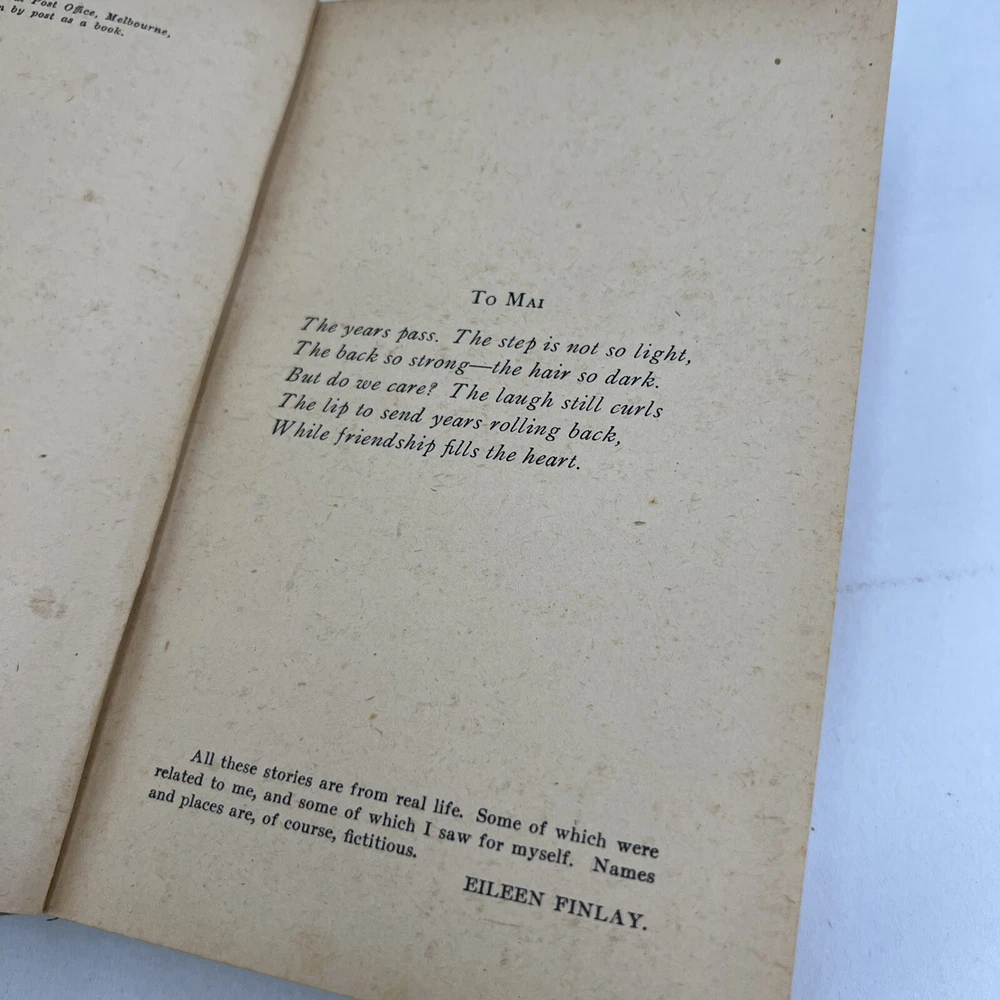 Post Office, Melbourne,
by post as a book.
To Mai
The years pass. The step is not so light,
The back so strong—the hair so dark.
But do we care? The laugh still curls
The lip to send years rolling back,
While friendship fills the heart.
All these stories are from real life. Some of which were
related to me, and some of which I saw for myself. Names
and places are, of course, fictitious.
EILEEN FINLAY.